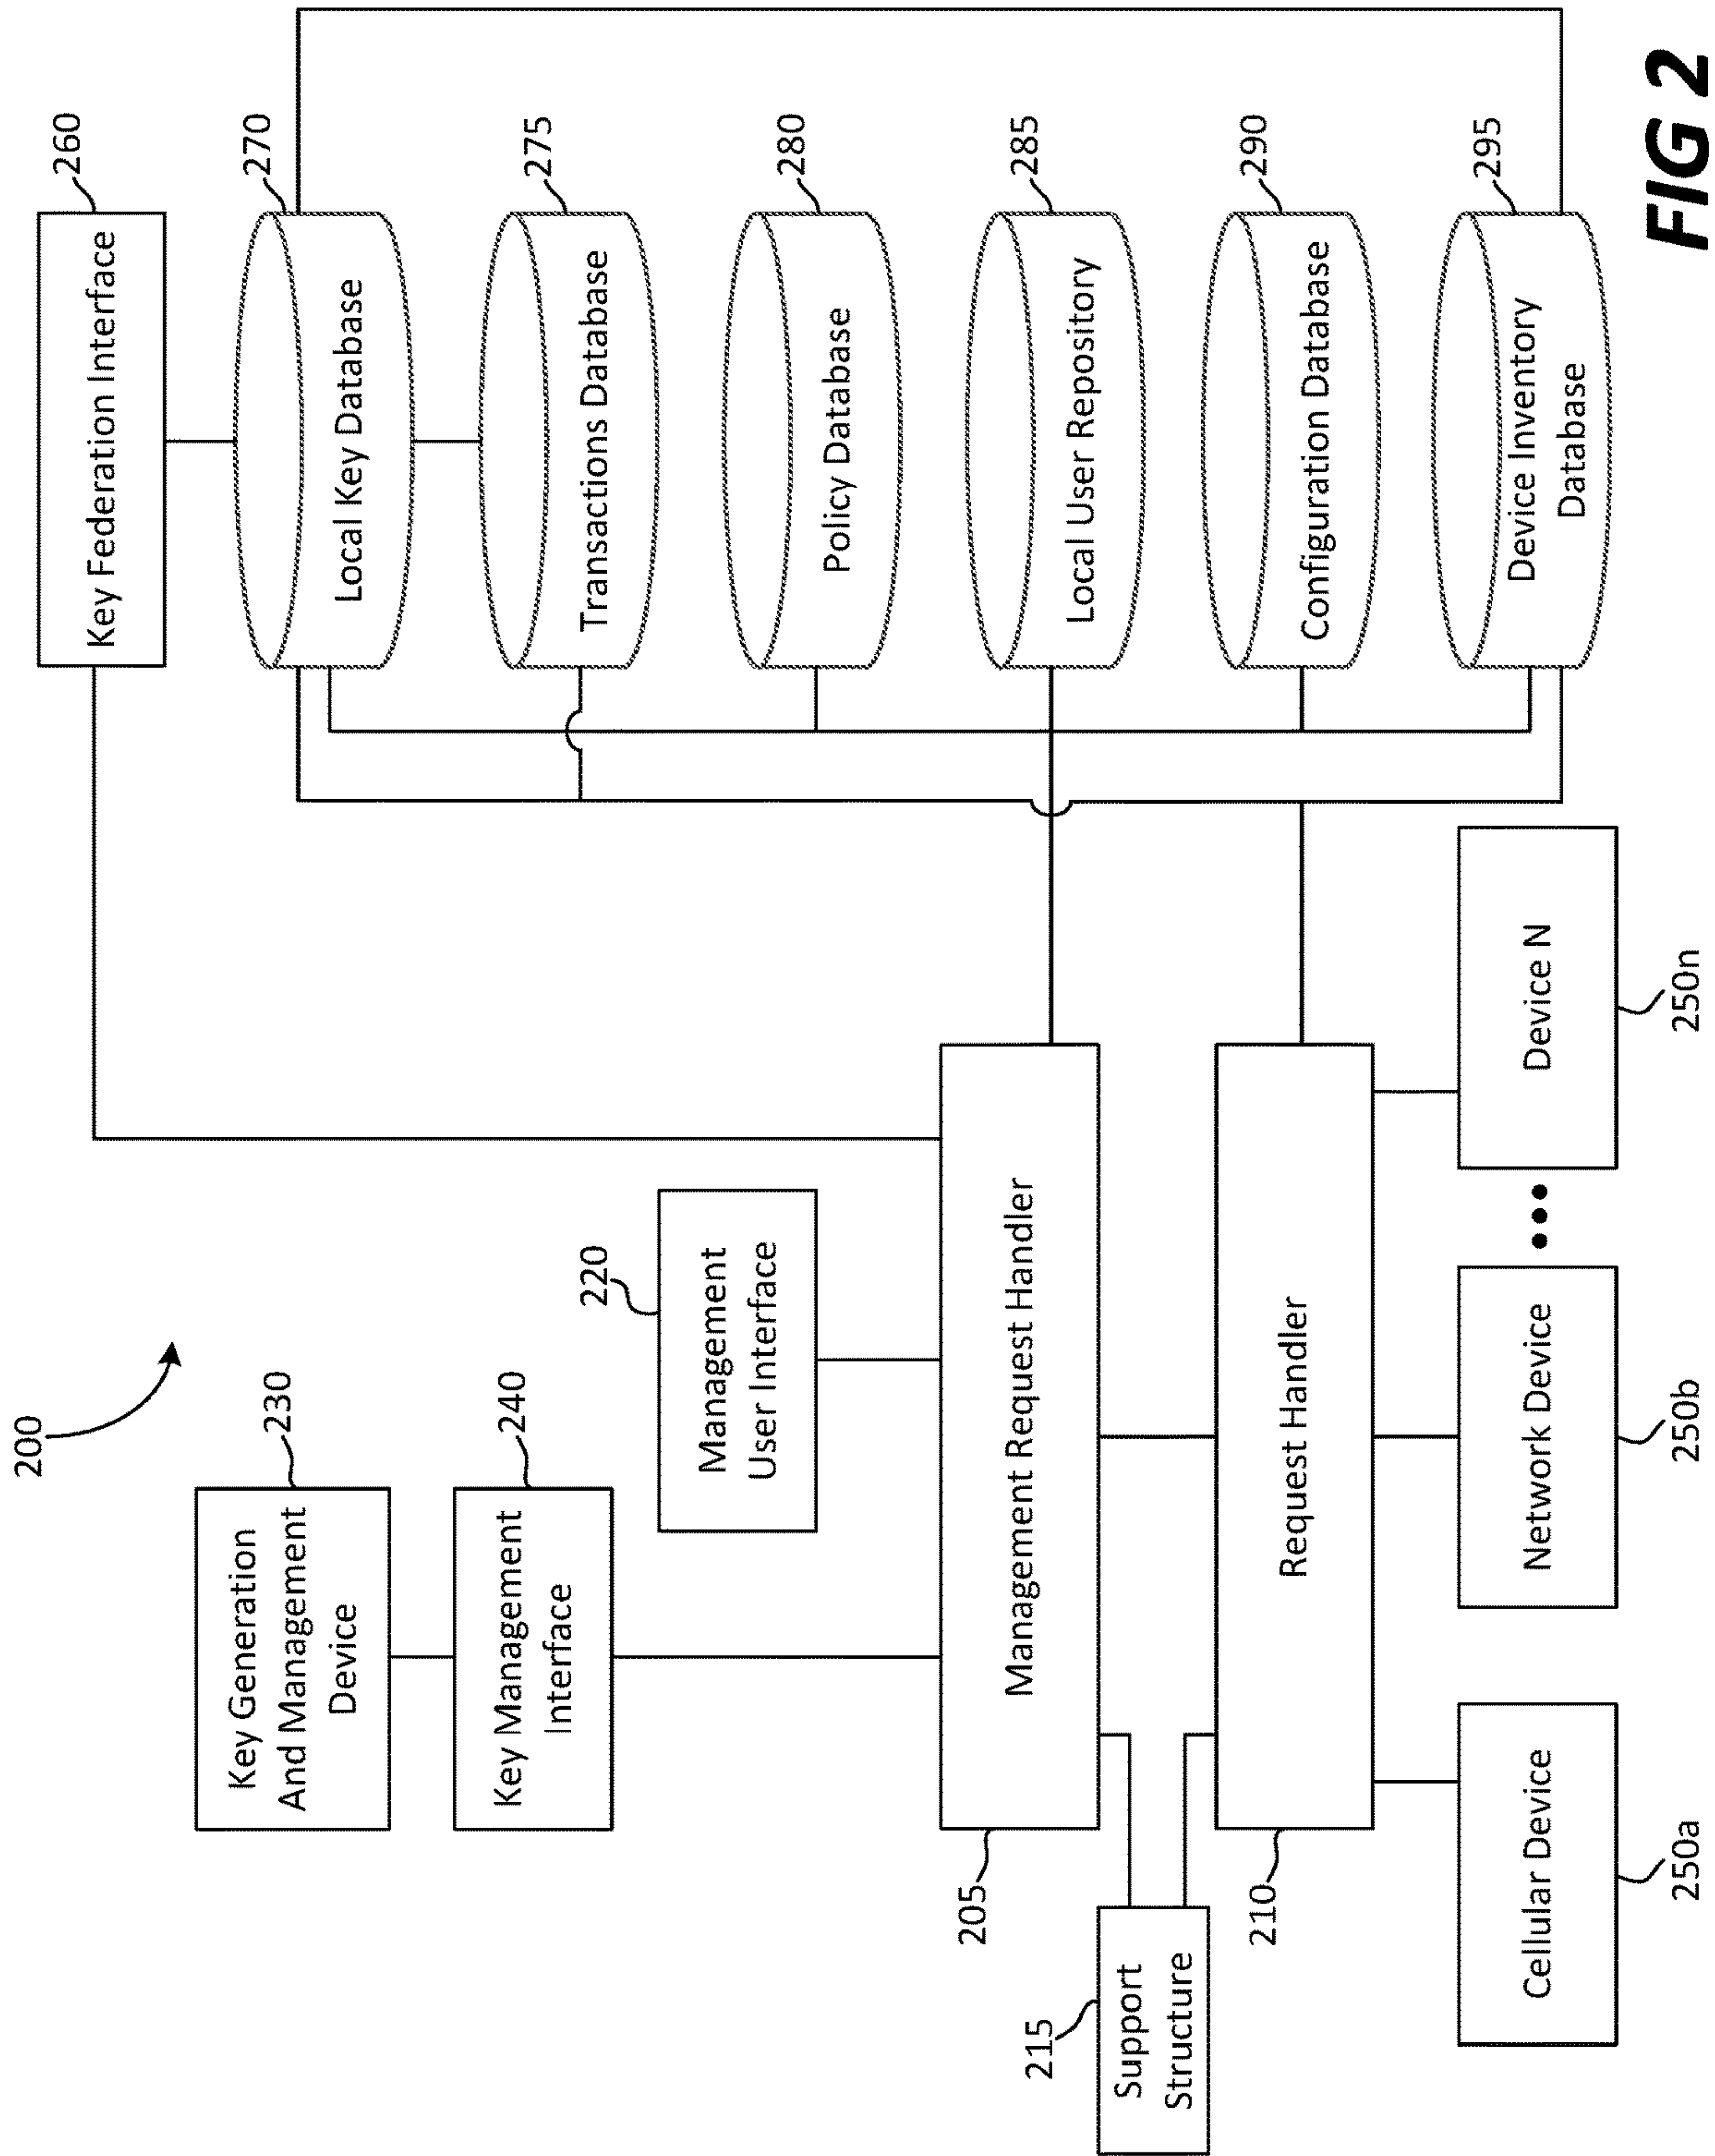 200
230
Key Generation
And Management
Device
240
Key Management
Interface
220
Management
User Interface
260
Key Federation Interface
270
Local Key Database
275
Transactions Database
280
Policy Database
285
Local User Repository
290
Configuration Database
295
Device Inventory
Database
205
Management Request Handler
215
Support
Structure
210
Request Handler
Cellular Device
250a
Network Device
250b
Device N
250n
FIG 2